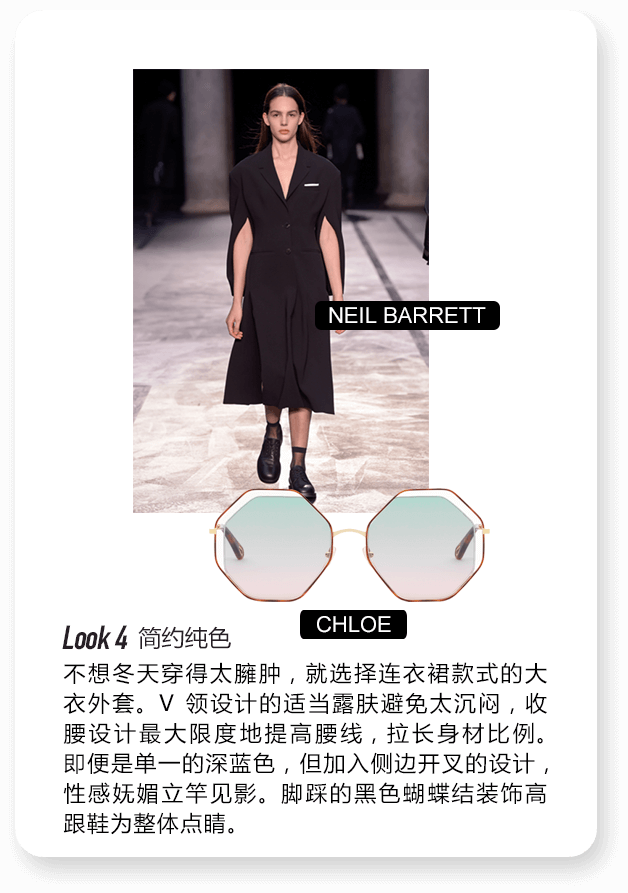 NEIL BARRETT
CHLOE
Look 4 简约纯色
不想冬天穿得太臃肿，就选择连衣裙款式的大
衣外套。V 领设计的适当露肤避免太沉闷，收
腰设计最大限度地提高腰线，拉长身材比例。
即便是单一的深蓝色，但加入侧边开叉的设计，
性感妩媚立竿见影。脚踩的黑色蝴蝶结装饰高
跟鞋为整体点睛。